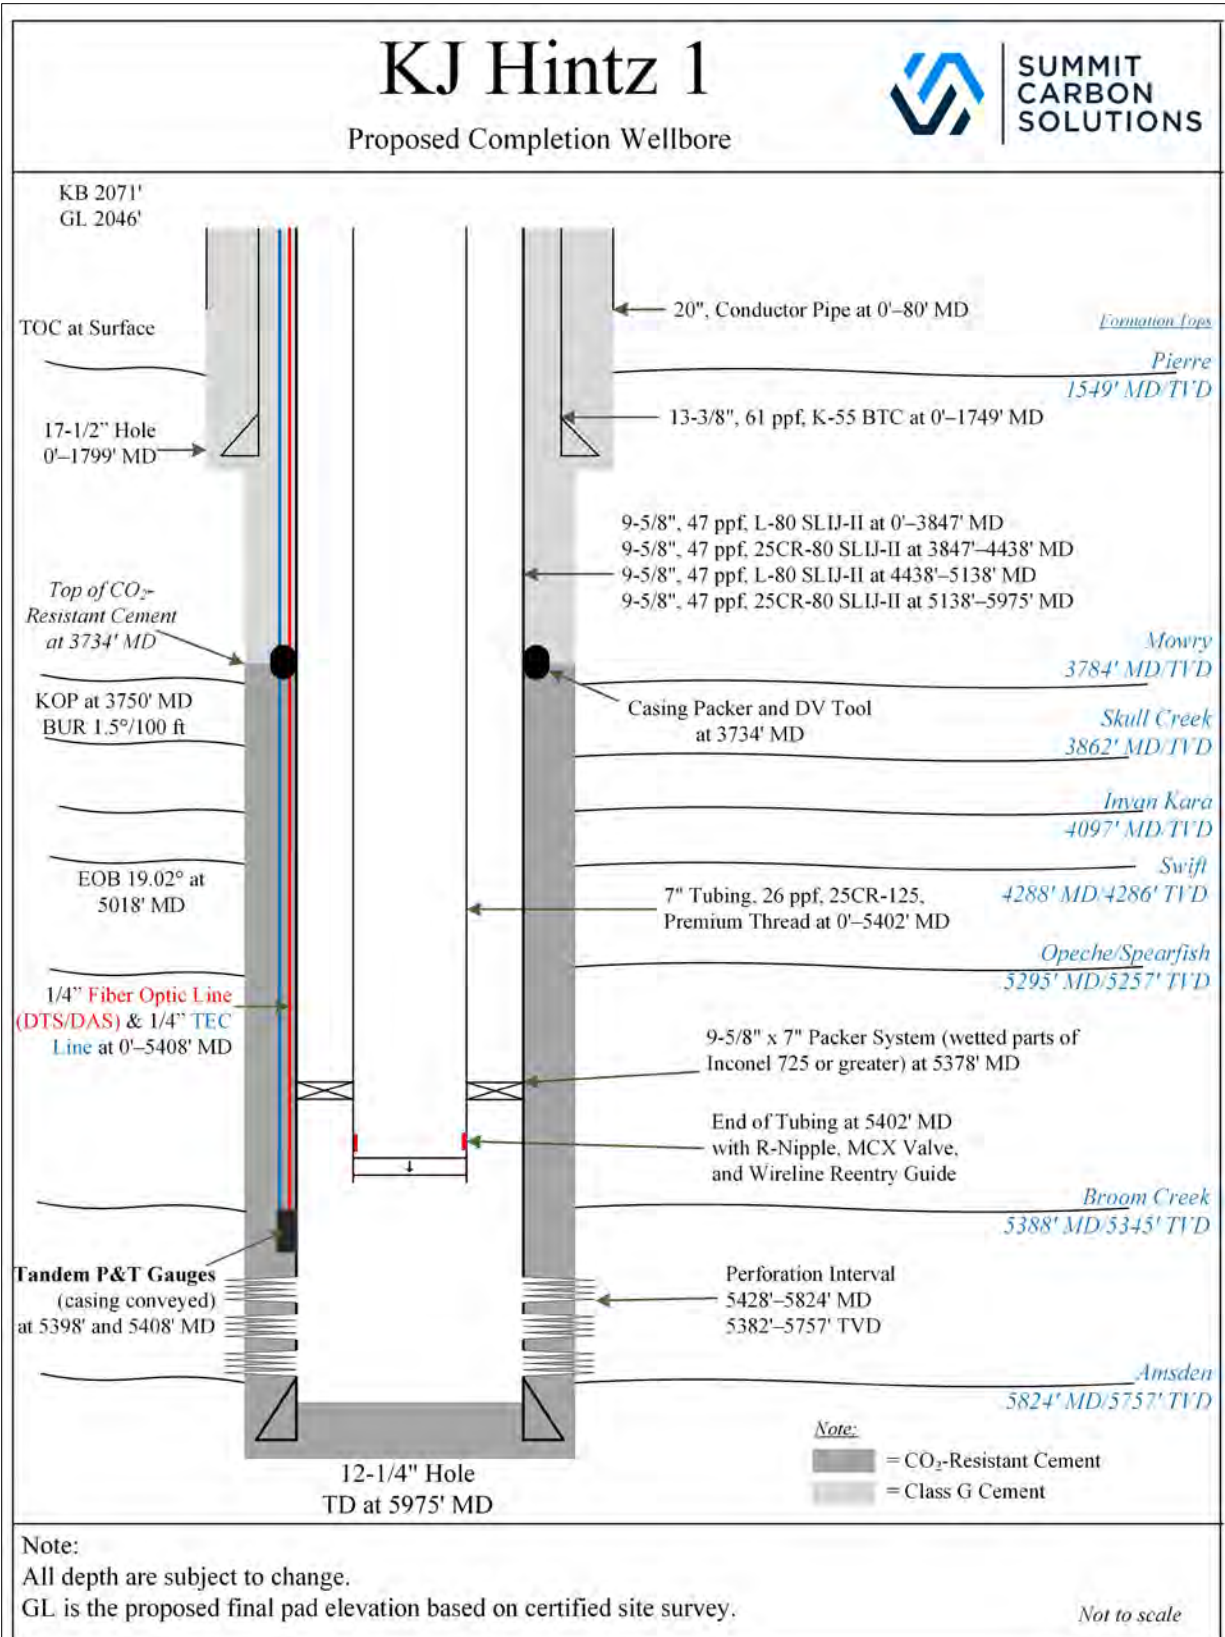 KJ Hintz 1
Proposed Completion Wellbore
SUMMIT
CARBON
SOLUTIONS
KB 2071'
GL 2046'
TOC at Surface
20", Conductor Pipe at 0'–80' MD
Formation Tops
Pierre
1549' MD/TVD
13-3/8", 61 ppf, K-55 BTC at 0'–1749' MD
17-1/2" Hole
0'–1799' MD
9-5/8", 47 ppf, L-80 SLIJ-II at 0'–3847' MD
9-5/8", 47 ppf, 25CR-80 SLIJ-II at 3847'–4438' MD
9-5/8", 47 ppf, L-80 SLIJ-II at 4438'–5138' MD
9-5/8", 47 ppf, 25CR-80 SLIJ-II at 5138'–5975' MD
Top of CO₂-
Resistant Cement
at 3734' MD
Mowry
3784' MD/TVD
KOP at 3750' MD
BUR 1.5°/100 ft
Casing Packer and DV Tool
at 3734' MD
Skull Creek
3862' MD/TVD
Inyan Kara
4097' MD/TVD
Swift
4288' MD/4286' TVD
EOB 19.02° at
5018' MD
7" Tubing, 26 ppf, 25CR-125,
Premium Thread at 0'–5402' MD
Opeche/Spearfish
5295' MD/5257' TVD
1/4" Fiber Optic Line
(DTS/DAS) & 1/4" TEC
Line at 0'–5408' MD
9-5/8" x 7" Packer System (wetted parts of
Inconel 725 or greater) at 5378' MD
End of Tubing at 5402' MD
with R-Nipple, MCX Valve,
and Wireline Reentry Guide
Broom Creek
5388' MD/5345' TVD
Tandem P&T Gauges
(casing conveyed)
at 5398' and 5408' MD
Perforation Interval
5428'–5824' MD
5382'–5757' TVD
Amsden
5824' MD/5757' TVD
Note:
= CO₂-Resistant Cement
= Class G Cement
12-1/4" Hole
TD at 5975' MD
Note:
All depth are subject to change.
GL is the proposed final pad elevation based on certified site survey.
Not to scale